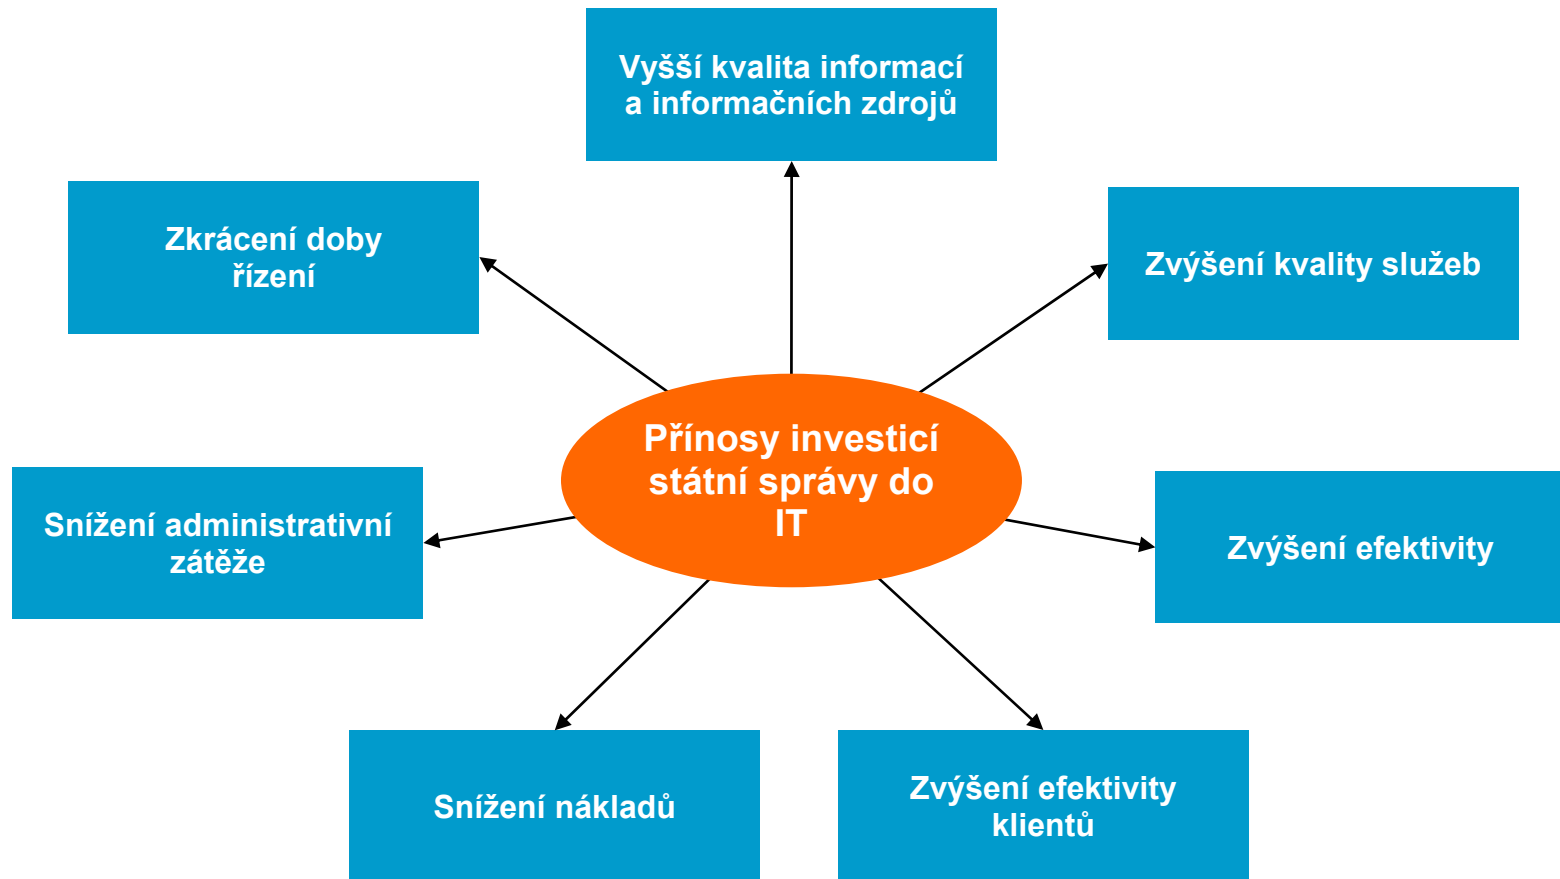 Vyšší kvalita informací
a informačních zdrojů
Zkrácení doby
řízení
Zvýšení kvality služeb
Přínosy investicí
státní správy do
IT
Snížení administrativní
zátěže
Zvýšení efektivity
Snížení nákladů
Zvýšení efektivity
klientů